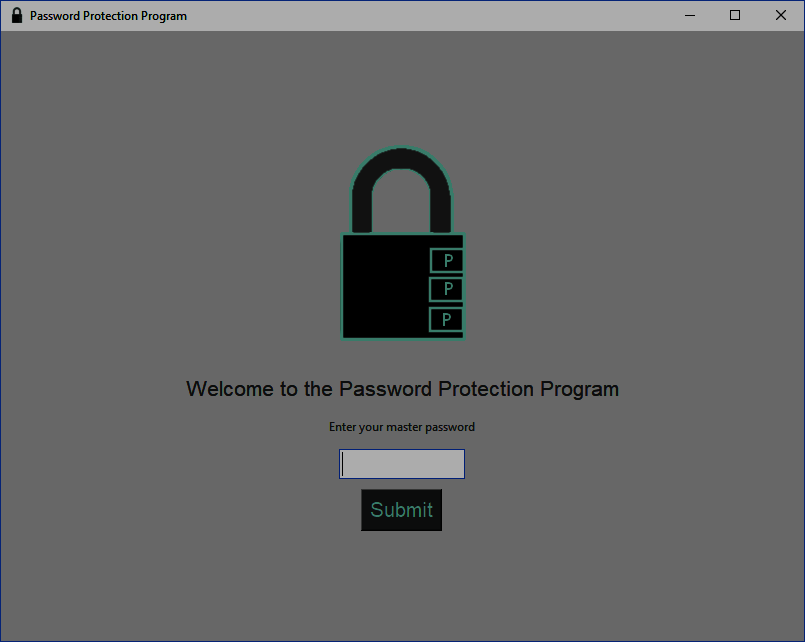 Password Protection Program
P
P
P
Welcome to the Password Protection Program
Enter your master password
Submit